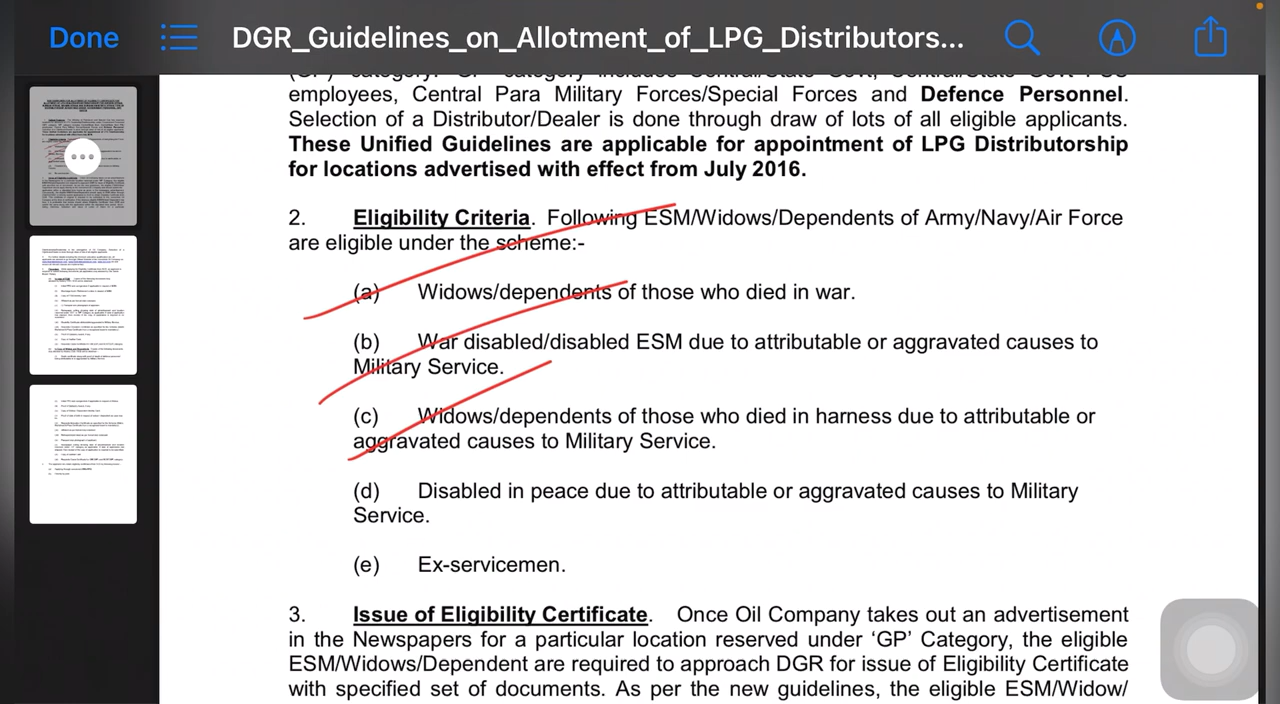 Done
DGR_Guidelines_on_Allotment_of_LPG_Distributors...
employees, Central Para Military Forces/Special Forces and Defence Personnel.
Selection of a Distributor/Dealer is done through draw of lots of all eligible applicants.
These Unified Guidelines are applicable for appointment of LPG Distributorship
for locations advertised with effect from July 2016.
2. Eligibility Criteria. Following ESM/Widows/Dependents of Army/Navy/Air Force
are eligible under the scheme:-
(a) Widows/dependents of those who died in war.
(b) War disabled/disabled ESM due to attributable or aggravated causes to
Military Service.
(c) Widows/dependents of those who died in harness due to attributable or
aggravated causes to Military Service.
(d) Disabled in peace due to attributable or aggravated causes to Military
Service.
(e) Ex-servicemen.
3. Issue of Eligibility Certificate. Once Oil Company takes out an advertisement
in the Newspapers for a particular location reserved under ‘GP’ Category, the eligible
ESM/Widows/Dependent are required to approach DGR for issue of Eligibility Certificate
with specified set of documents. As per the new guidelines, the eligible ESM/Widow/